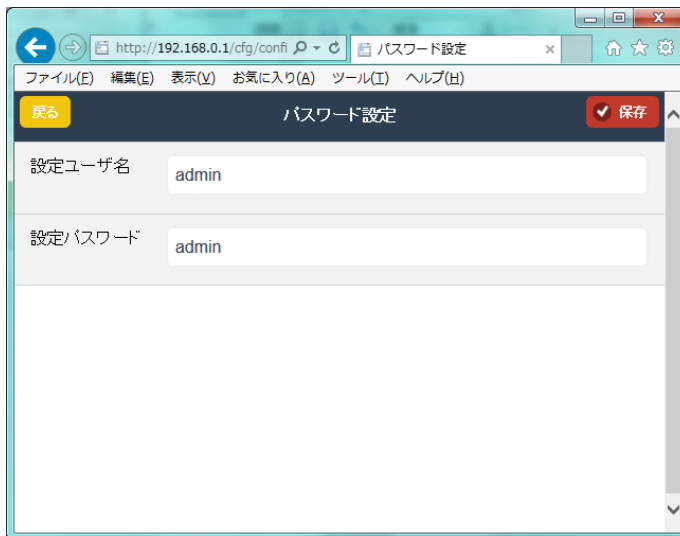 http://192.168.0.1/cfg/confi
パスワード設定
ファイル(F) 編集(E) 表示(V) お気に入り(A) ツール(T) ヘルプ(H)
戻る
パスワード設定
保存
設定ユーザ名
admin
設定パスワード
admin